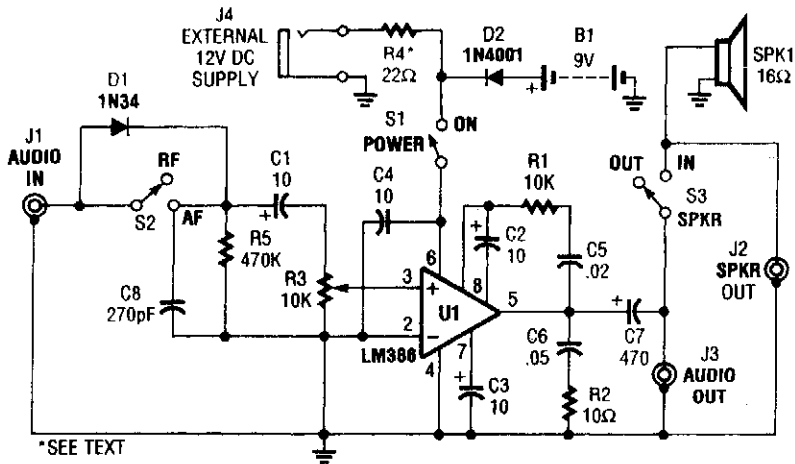 J4
EXTERNAL
12V DC
SUPPLY
R4*
22Ω
D2
1N4001
B1
9V
+
SPK1
16Ω
D1
1N34
S1
POWER
ON
J1
AUDIO
IN
RF
S2
AF
C1
10
+
C4
10
R1
10K
OUT
IN
S3
SPKR
R5
470K
R3
10K
C8
270pF
6
3
+
2
−
U1
LM386
4
7
8
5
+
C2
10
C5
.02
J2
SPKR
OUT
C6
.05
+
C7
470
+
C3
10
R2
10Ω
J3
AUDIO
OUT
*SEE TEXT